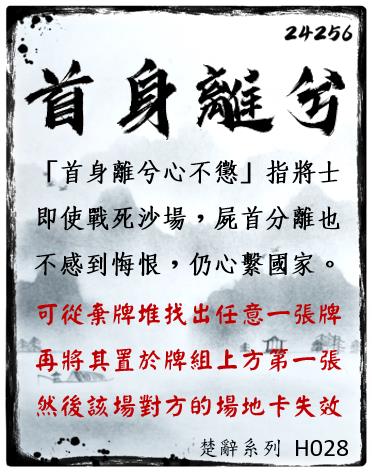 24256
首身離兮
「首身離兮心不懲」指將士
即使戰死沙場，屍首分離也
不感到悔恨，仍心繫國家。
可從棄牌堆找出任意一張牌
再將其置於牌組上方第一張
然後該場對方的場地卡失效
楚辭系列 H028